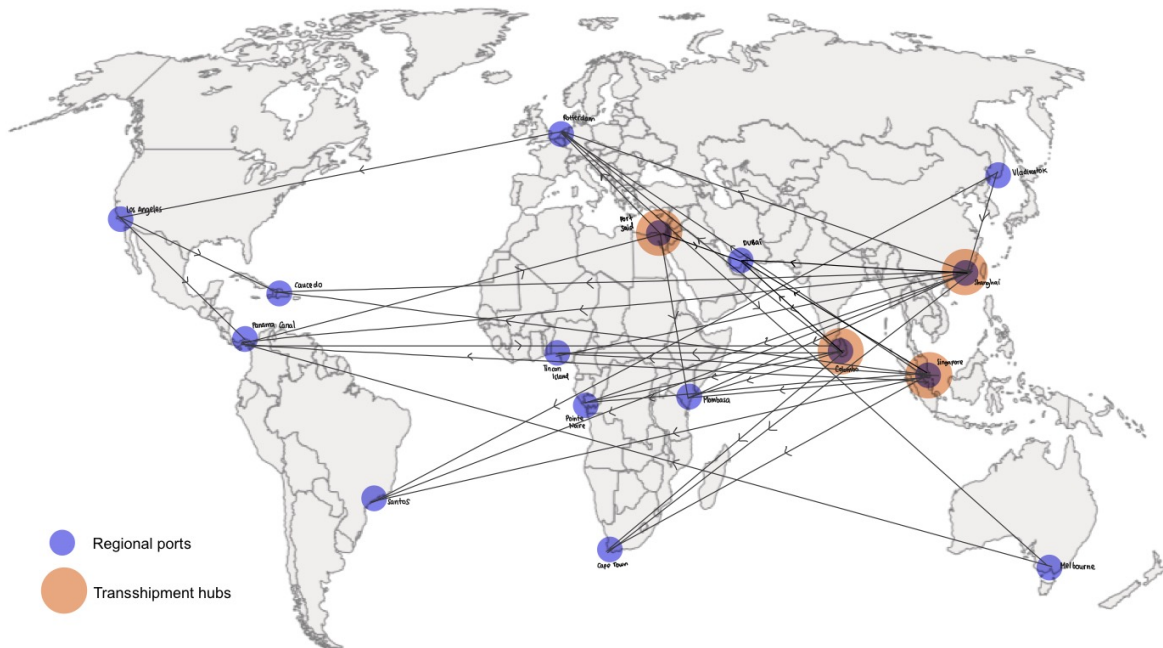 Rotterdam
Vladivostok
Los Angeles
Port
Said
Dubai
Shanghai
Caucedo
Panama Canal
Tincan
Island
Colombo
Singapore
Pointe
Noire
Mombasa
Santos
Cape Town
Melbourne
Regional ports
Transshipment hubs